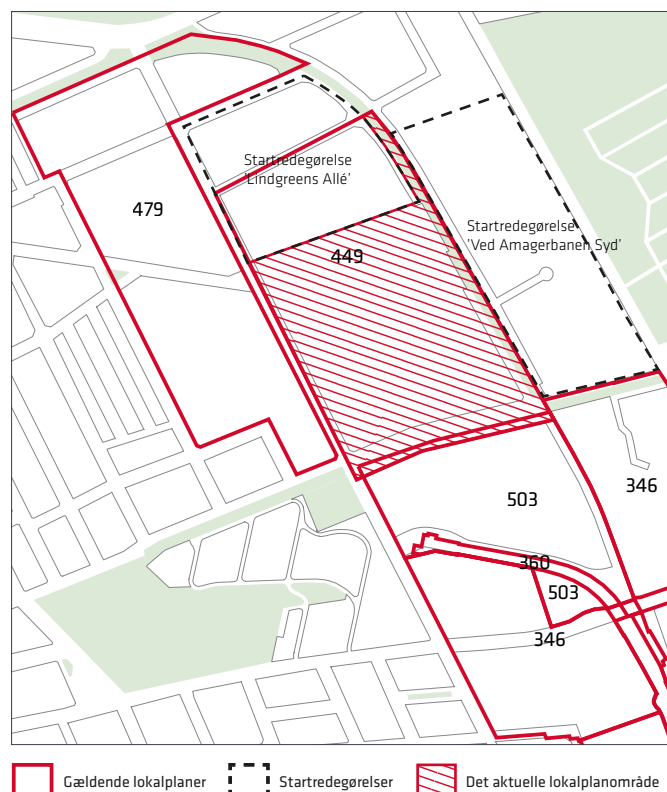 Startredegørelse
'Lindgreens Allé'
479
Startredegørelse
'Ved Amagerbanen Syd'
449
346
503
360
503
346
Gældende lokalplaner
Startredegørelser
Det aktuelle lokalplanområde